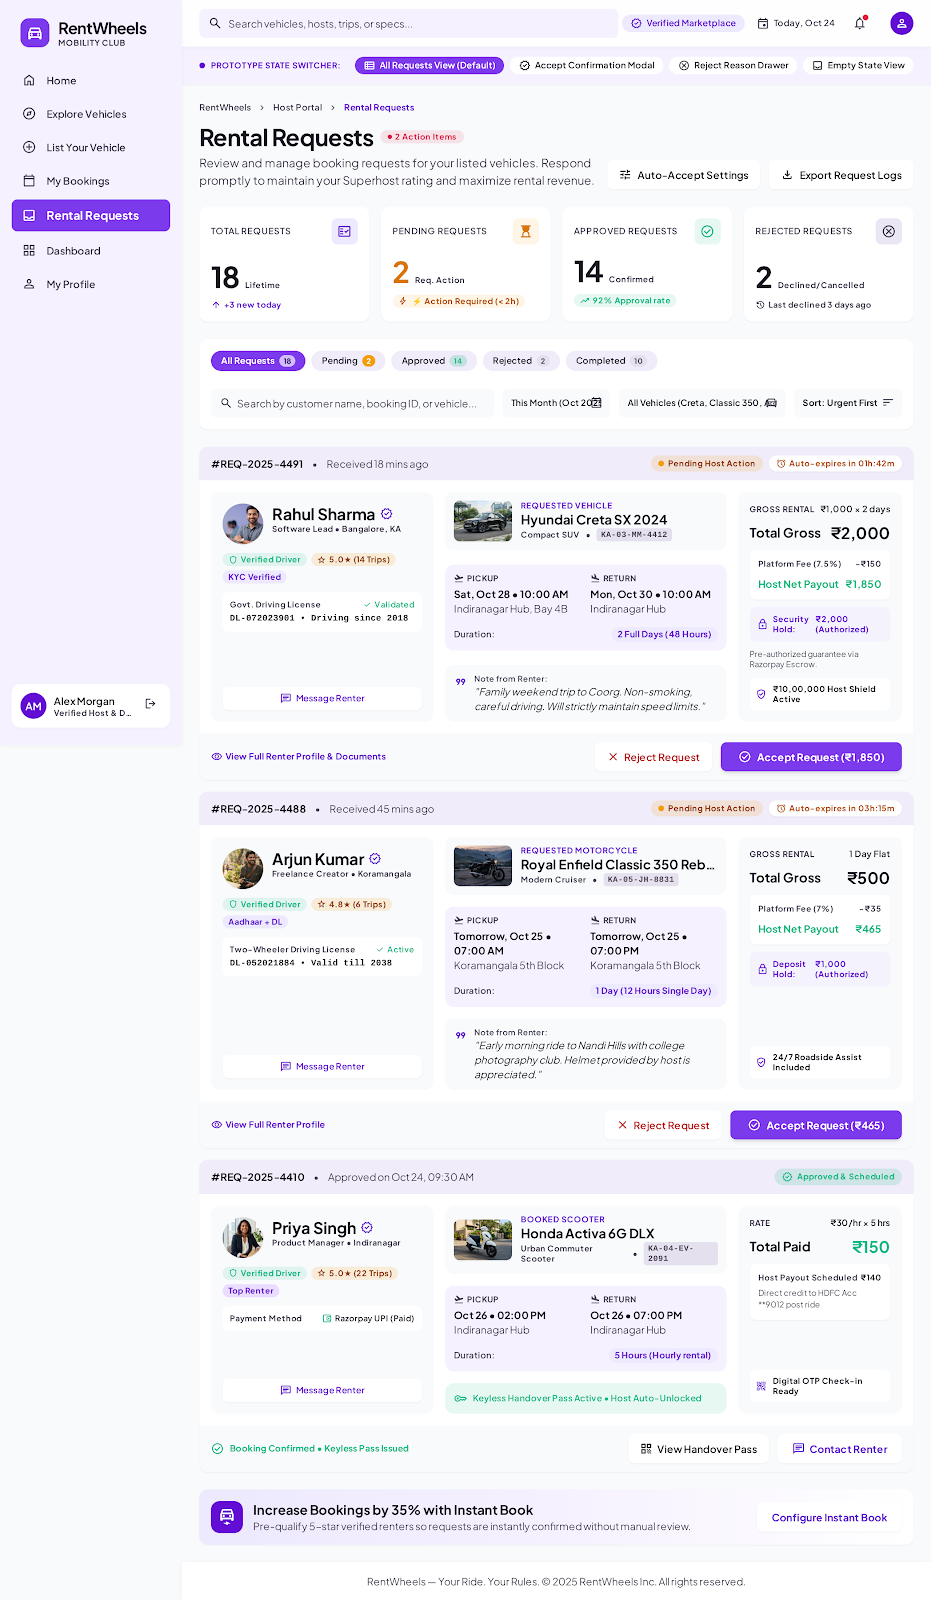 RentWheels
MOBILITY CLUB
Home
Explore Vehicles
List Your Vehicle
My Bookings
Rental Requests
Dashboard
My Profile
AM
Alex Morgan
Verified Host & D...
Search vehicles, hosts, trips, or specs...
Verified Marketplace
Today, Oct 24
PROTOTYPE STATE SWITCHER:
All Requests View (Default)
Accept Confirmation Modal
Reject Reason Drawer
Empty State View
RentWheels > Host Portal > Rental Requests
Rental Requests
2 Action Items
Review and manage booking requests for your listed vehicles. Respond
promptly to maintain your Superhost rating and maximize rental revenue.
Auto-Accept Settings
Export Request Logs
TOTAL REQUESTS
18 Lifetime
+3 new today
PENDING REQUESTS
2 Req. Action
⚡ Action Required (< 2h)
APPROVED REQUESTS
14 Confirmed
92% Approval rate
REJECTED REQUESTS
2 Declined/Cancelled
Last declined 3 days ago
All Requests 18
Pending 2
Approved 14
Rejected 2
Completed 10
Search by customer name, booking ID, or vehicle...
This Month (Oct 202
All Vehicles (Creta, Classic 350,
Sort: Urgent First
#REQ-2025-4491 • Received 18 mins ago
Pending Host Action
Auto-expires in 01h:42m
Rahul Sharma
Software Lead • Bangalore, KA
Verified Driver
5.0★ (14 Trips)
KYC Verified
Govt. Driving License
✓ Validated
DL-072023901 • Driving since 2018
Message Renter
REQUESTED VEHICLE
Hyundai Creta SX 2024
Compact SUV • KA-03-MM-4412
PICKUP
Sat, Oct 28 • 10:00 AM
Indiranagar Hub, Bay 4B
RETURN
Mon, Oct 30 • 10:00 AM
Indiranagar Hub
Duration:
2 Full Days (48 Hours)
Note from Renter:
"Family weekend trip to Coorg. Non-smoking,
careful driving. Will strictly maintain speed limits."
GROSS RENTAL ₹1,000 x 2 days
Total Gross ₹2,000
Platform Fee (7.5%) -₹150
Host Net Payout ₹1,850
Security Hold: ₹2,000 (Authorized)
Pre-authorized guarantee via
Razorpay Escrow.
₹10,00,000 Host Shield
Active
View Full Renter Profile & Documents
Reject Request
Accept Request (₹1,850)
#REQ-2025-4488 • Received 45 mins ago
Pending Host Action
Auto-expires in 03h:15m
Arjun Kumar
Freelance Creator • Koramangala
Verified Driver
4.8★ (6 Trips)
Aadhaar + DL
Two-Wheeler Driving License
✓ Active
DL-052021884 • Valid till 2038
Message Renter
REQUESTED MOTORCYCLE
Royal Enfield Classic 350 Reb...
Modern Cruiser • KA-05-JH-8831
PICKUP
Tomorrow, Oct 25 •
07:00 AM
Koramangala 5th Block
RETURN
Tomorrow, Oct 25 •
07:00 PM
Koramangala 5th Block
Duration:
1 Day (12 Hours Single Day)
Note from Renter:
"Early morning ride to Nandi Hills with college
photography club. Helmet provided by host is
appreciated."
GROSS RENTAL 1 Day Flat
Total Gross ₹500
Platform Fee (7%) -₹35
Host Net Payout ₹465
Deposit Hold: ₹1,000 (Authorized)
24/7 Roadside Assist
Included
View Full Renter Profile
Reject Request
Accept Request (₹465)
#REQ-2025-4410 • Approved on Oct 24, 09:30 AM
Approved & Scheduled
Priya Singh
Product Manager • Indiranagar
Verified Driver
5.0★ (22 Trips)
Top Renter
Payment Method
Razorpay UPI (Paid)
Message Renter
BOOKED SCOOTER
Honda Activa 6G DLX
Urban Commuter Scooter • KA-04-EV-2091
PICKUP
Oct 26 • 02:00 PM
Indiranagar Hub
RETURN
Oct 26 • 07:00 PM
Indiranagar Hub
Duration:
5 Hours (Hourly rental)
Keyless Handover Pass Active • Host Auto-Unlocked
RATE ₹30/hr × 5 hrs
Total Paid ₹150
Host Payout Scheduled ₹140
Direct credit to HDFC Acc
**9012 post ride
Digital OTP Check-in
Ready
Booking Confirmed • Keyless Pass Issued
View Handover Pass
Contact Renter
Increase Bookings by 35% with Instant Book
Pre-qualify 5-star verified renters so requests are instantly confirmed without manual review.
Configure Instant Book
RentWheels — Your Ride. Your Rules. © 2025 RentWheels Inc. All rights reserved.